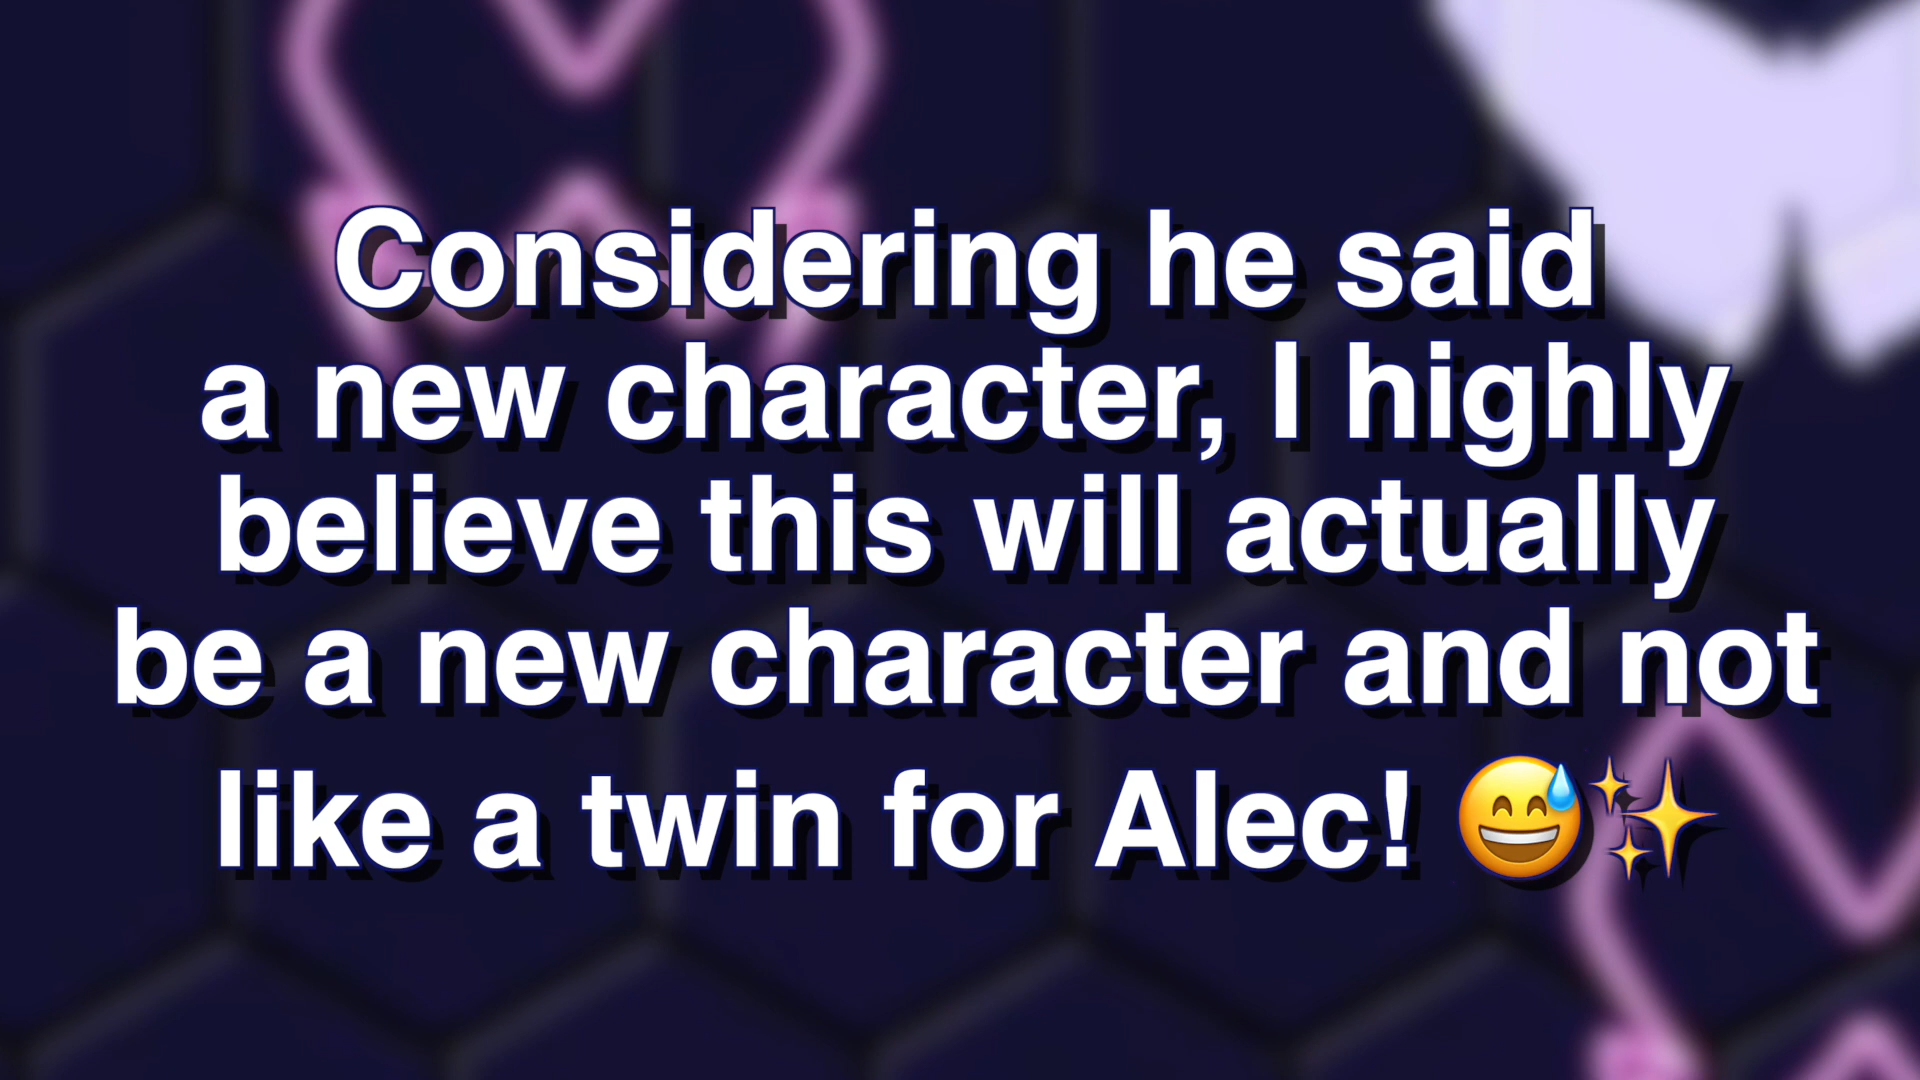 Considering he said
a new character, I highly
believe this will actually
be a new character and not
like a twin for Alec! 😅✨